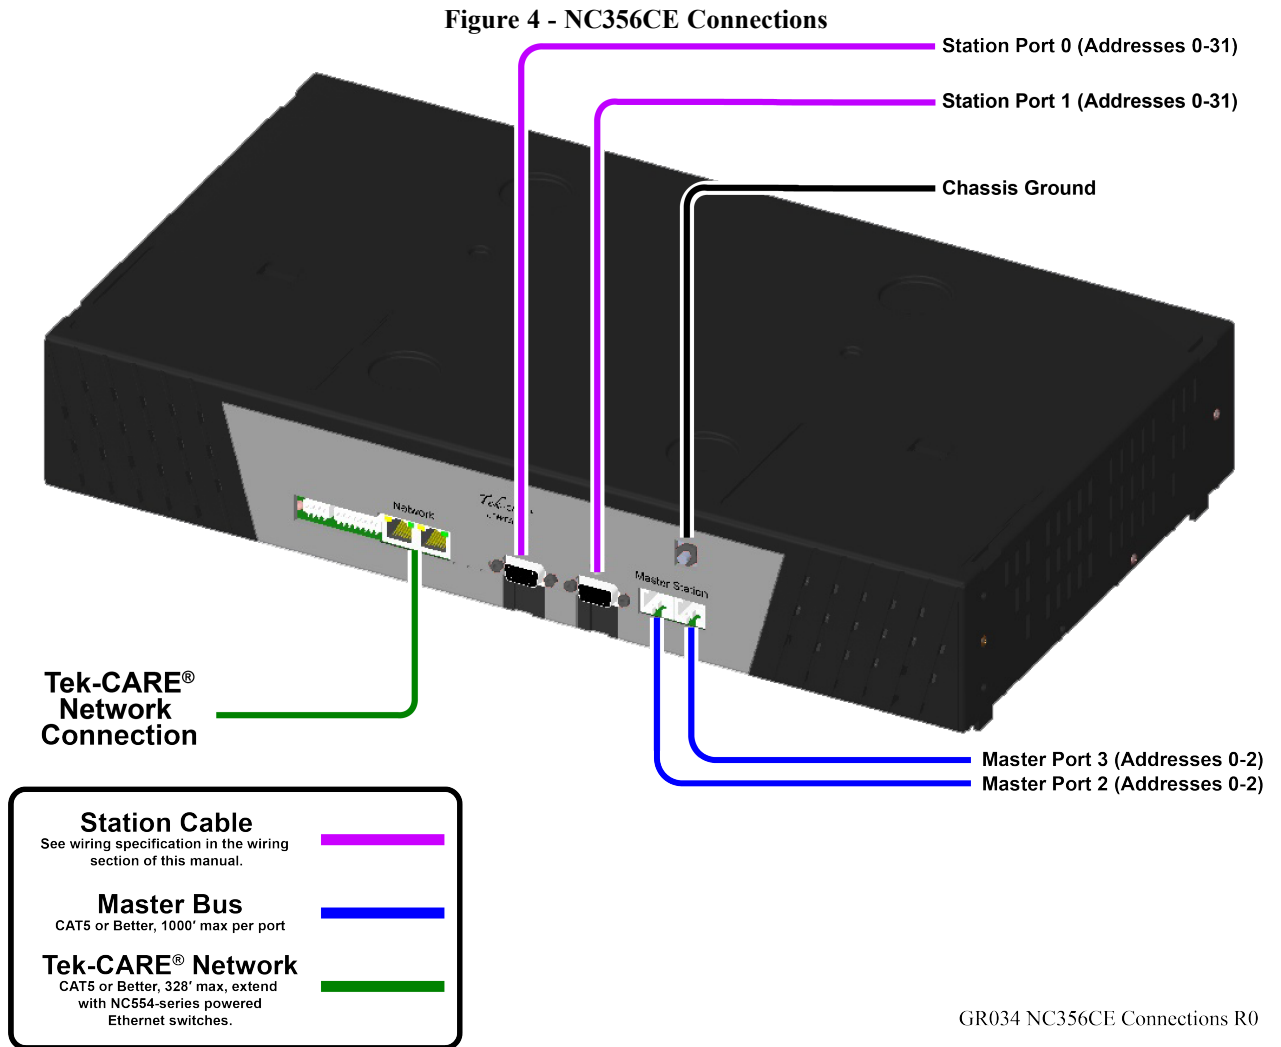 Figure 4 - NC356CE Connections
Station Port 0 (Addresses 0-31)
Station Port 1 (Addresses 0-31)
Chassis Ground
Network
Master Station
Tek-CARE®
Network
Connection
Master Port 3 (Addresses 0-2)
Master Port 2 (Addresses 0-2)
Station Cable
See wiring specification in the wiring
section of this manual.
Master Bus
CAT5 or Better, 1000' max per port
Tek-CARE® Network
CAT5 or Better, 328' max, extend
with NC554-series powered
Ethernet switches.
GR034 NC356CE Connections R0